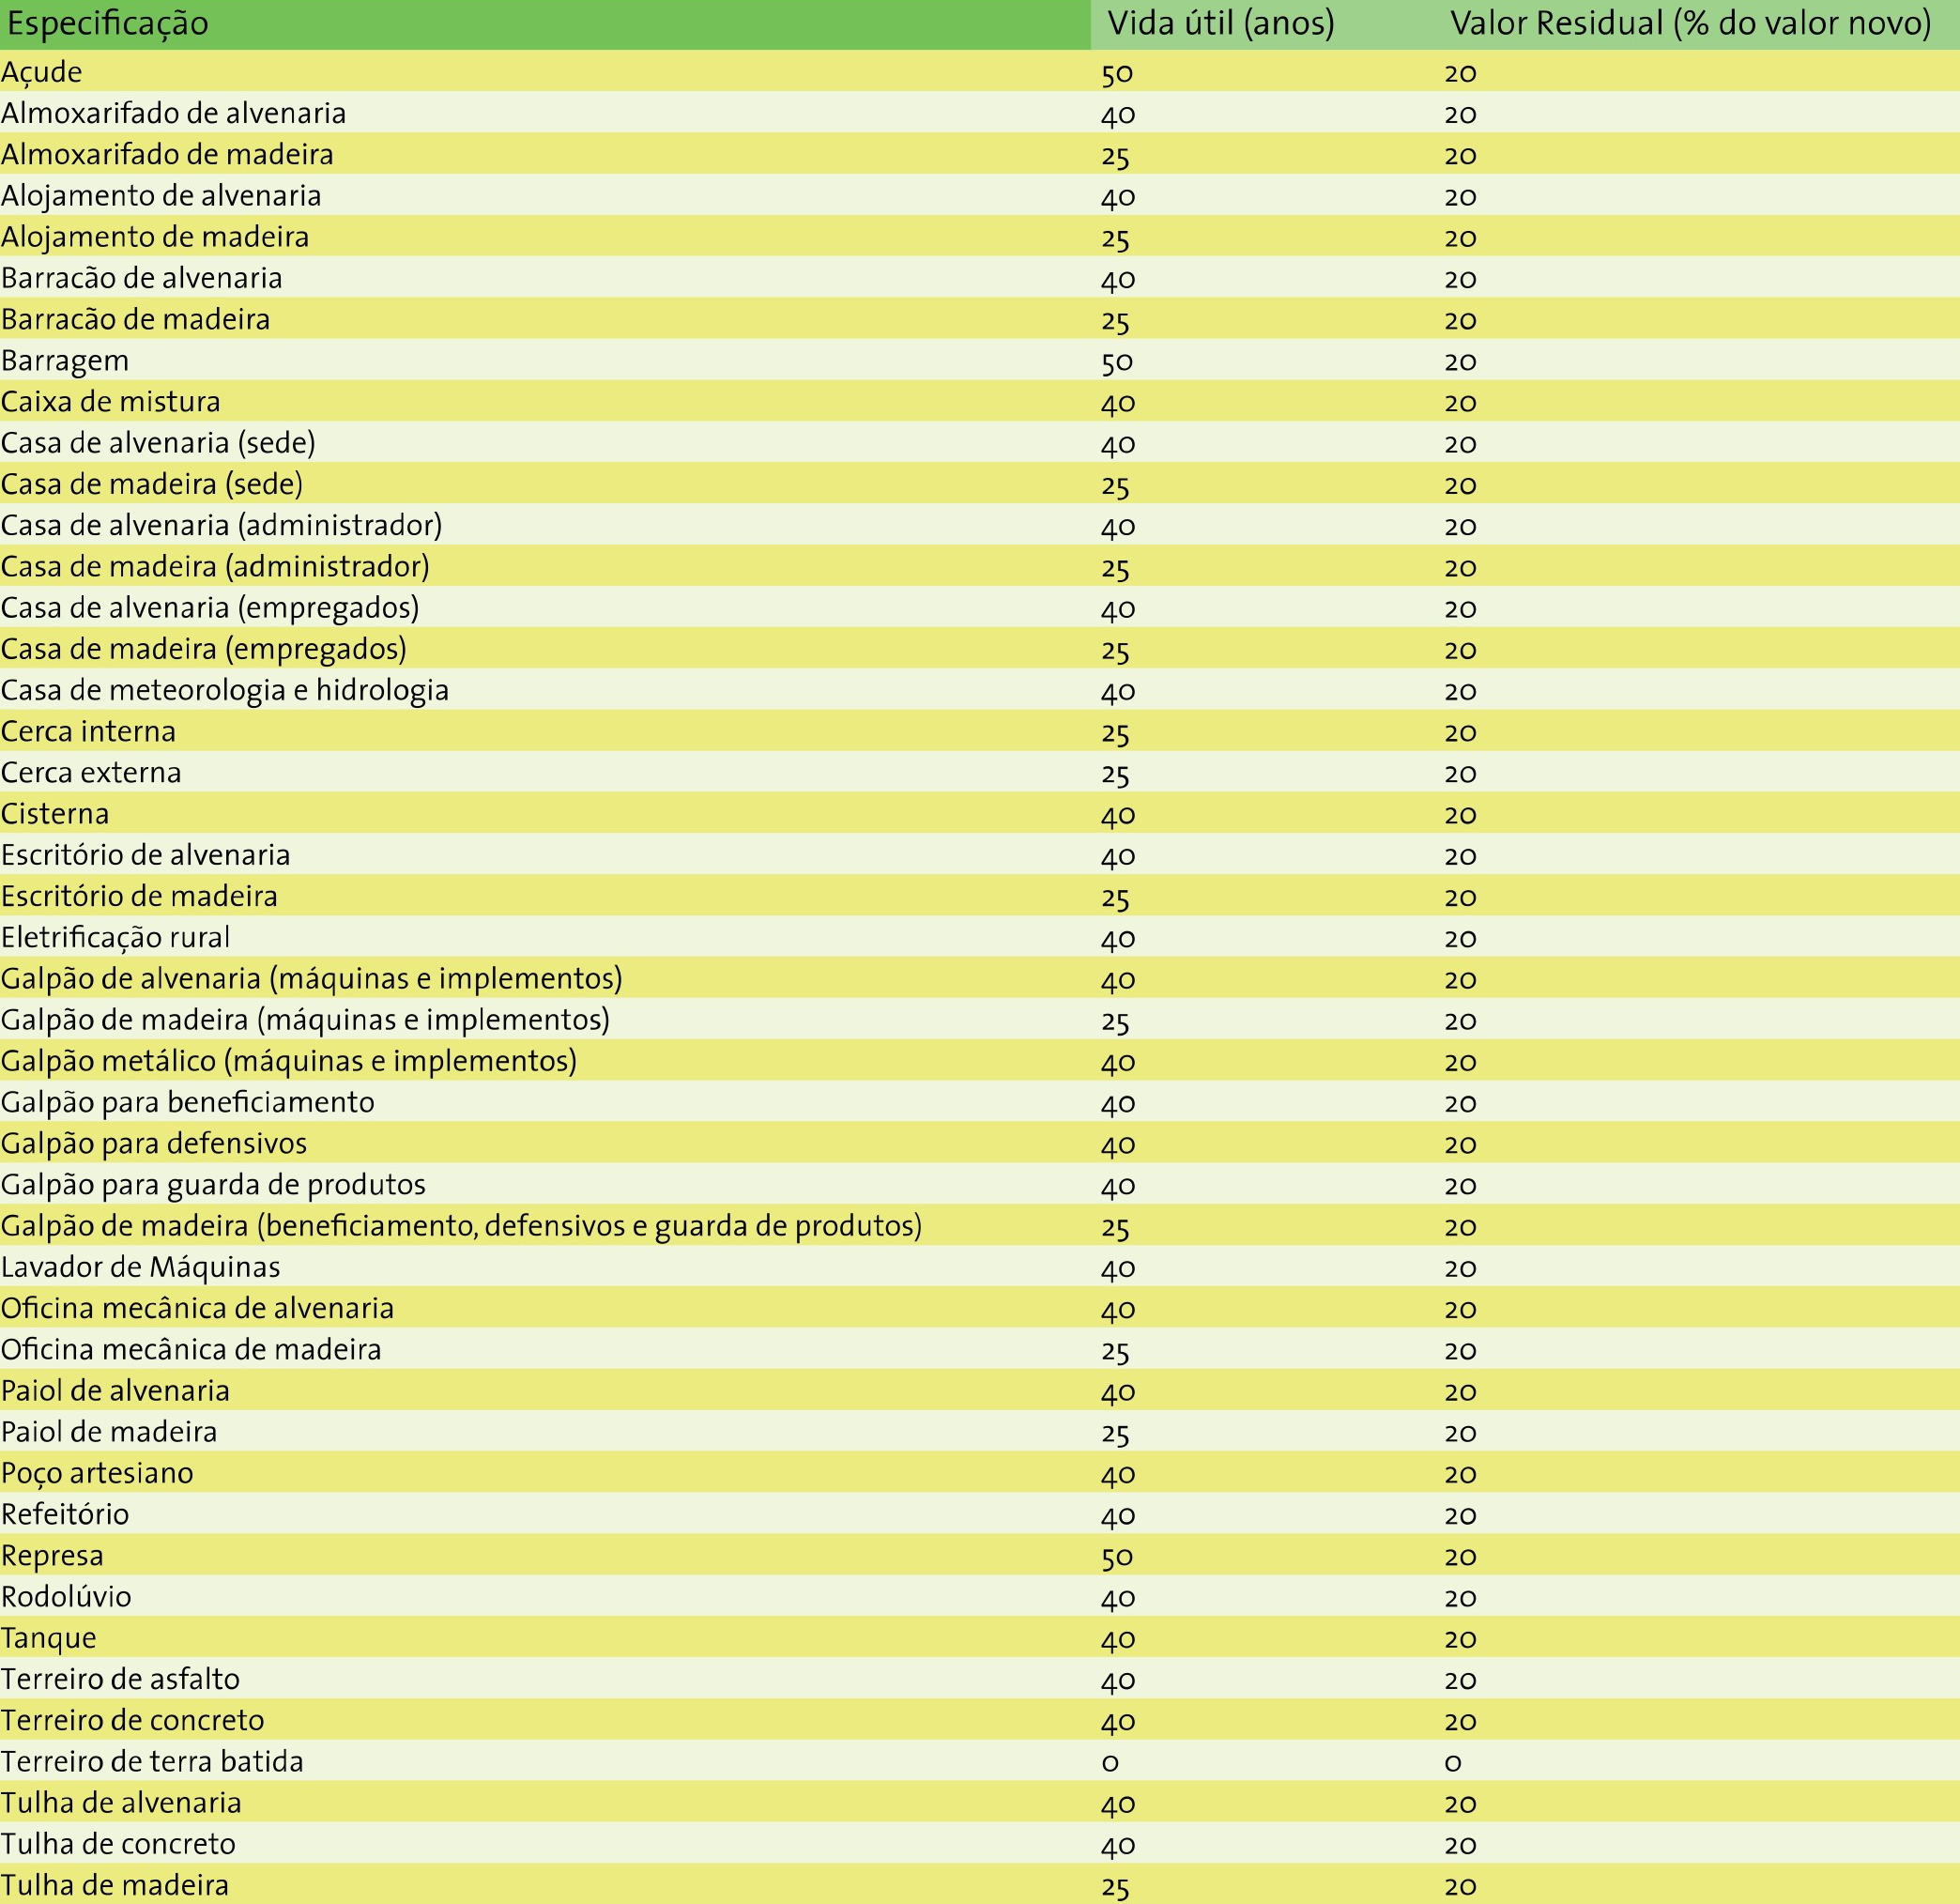 Especificação Vida útil (anos) Valor Residual (% do valor novo)
Açude 50 20
Almoxarifado de alvenaria 40 20
Almoxarifado de madeira 25 20
Alojamento de alvenaria 40 20
Alojamento de madeira 25 20
Barracão de alvenaria 40 20
Barracão de madeira 25 20
Barragem 50 20
Caixa de mistura 40 20
Casa de alvenaria (sede) 40 20
Casa de madeira (sede) 25 20
Casa de alvenaria (administrador) 40 20
Casa de madeira (administrador) 25 20
Casa de alvenaria (empregados) 40 20
Casa de madeira (empregados) 25 20
Casa de meteorologia e hidrologia 40 20
Cerca interna 25 20
Cerca externa 25 20
Cisterna 40 20
Escritório de alvenaria 40 20
Escritório de madeira 25 20
Eletrificação rural 40 20
Galpão de alvenaria (máquinas e implementos) 40 20
Galpão de madeira (máquinas e implementos) 25 20
Galpão metálico (máquinas e implementos) 40 20
Galpão para beneficiamento 40 20
Galpão para defensivos 40 20
Galpão para guarda de produtos 40 20
Galpão de madeira (beneficiamento, defensivos e guarda de produtos) 25 20
Lavador de Máquinas 40 20
Oficina mecânica de alvenaria 40 20
Oficina mecânica de madeira 25 20
Paiol de alvenaria 40 20
Paiol de madeira 25 20
Poço artesiano 40 20
Refeitório 40 20
Represa 50 20
Rodolúvio 40 20
Tanque 40 20
Terreiro de asfalto 40 20
Terreiro de concreto 40 20
Terreiro de terra batida 0 0
Tulha de alvenaria 40 20
Tulha de concreto 40 20
Tulha de madeira 25 20